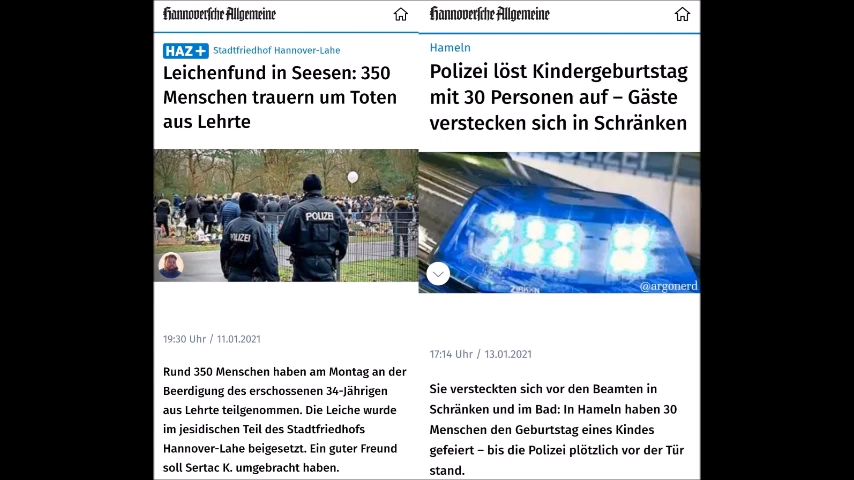 Hannoversche Allgemeine
HAZ+ Stadtfriedhof Hannover-Lahe
Leichenfund in Seesen: 350
Menschen trauern um Toten
aus Lehrte
POLIZEI
POLIZEI
19:30 Uhr / 11.01.2021
Rund 350 Menschen haben am Montag an der
Beerdigung des erschossenen 34-Jährigen
aus Lehrte teilgenommen. Die Leiche wurde
im jesidischen Teil des Stadtfriedhofs
Hannover-Lahe beigesetzt. Ein guter Freund
soll Sertac K. umgebracht haben.
Hannoversche Allgemeine
Hameln
Polizei löst Kindergeburtstag
mit 30 Personen auf – Gäste
verstecken sich in Schränken
POLIZEI
@argonerd
17:14 Uhr / 13.01.2021
Sie versteckten sich vor den Beamten in
Schränken und im Bad: In Hameln haben 30
Menschen den Geburtstag eines Kindes
gefeiert – bis die Polizei plötzlich vor der Tür
stand.